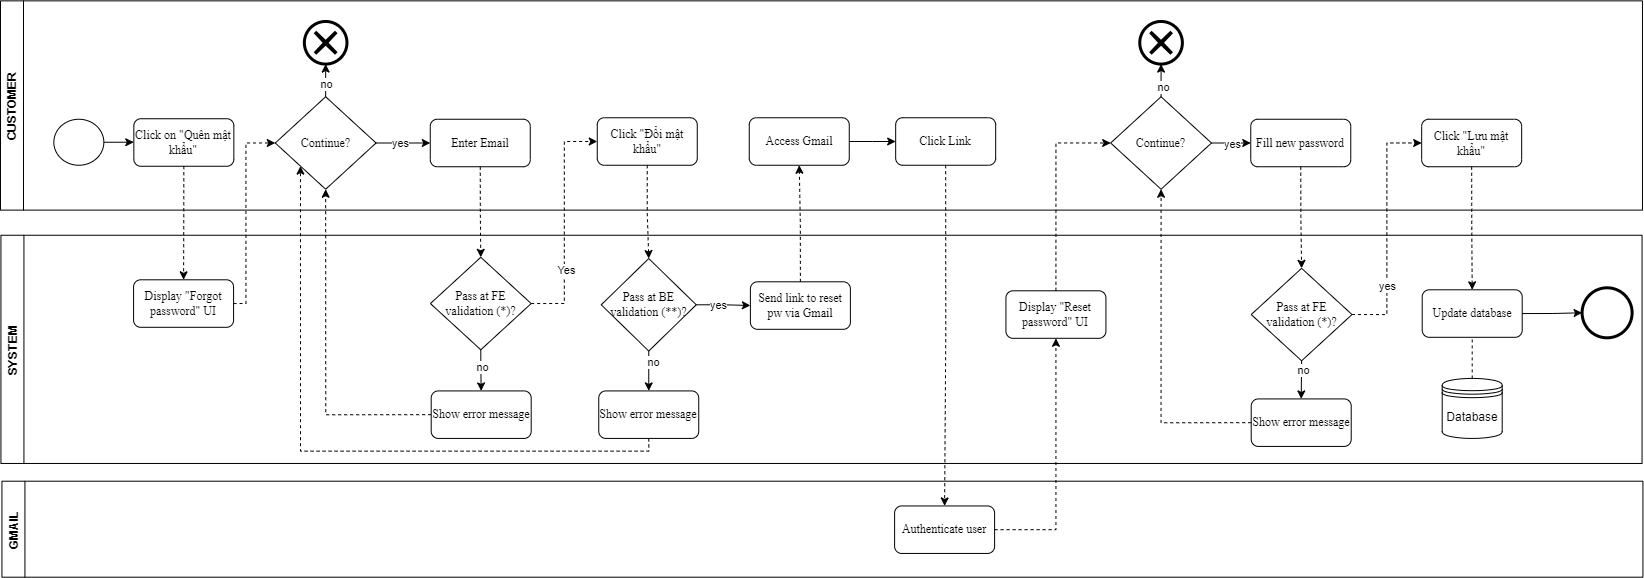 CUSTOMER
Click on "Quên mật
khẩu"
no
Continue?
yes
Enter Email
Click "Đổi mật
khẩu"
Access Gmail
Click Link
no
Continue?
yes
Fill new password
Click "Lưu mật
khẩu"
SYSTEM
Display "Forgot
password" UI
Pass at FE
validation (*)?
Yes
no
Show error message
Pass at BE
validation (**)?
yes
no
Show error message
Send link to reset
pw via Gmail
Display "Reset
password" UI
Pass at FE
validation (*)?
yes
no
Show error message
Update database
Database
GMAIL
Authenticate user